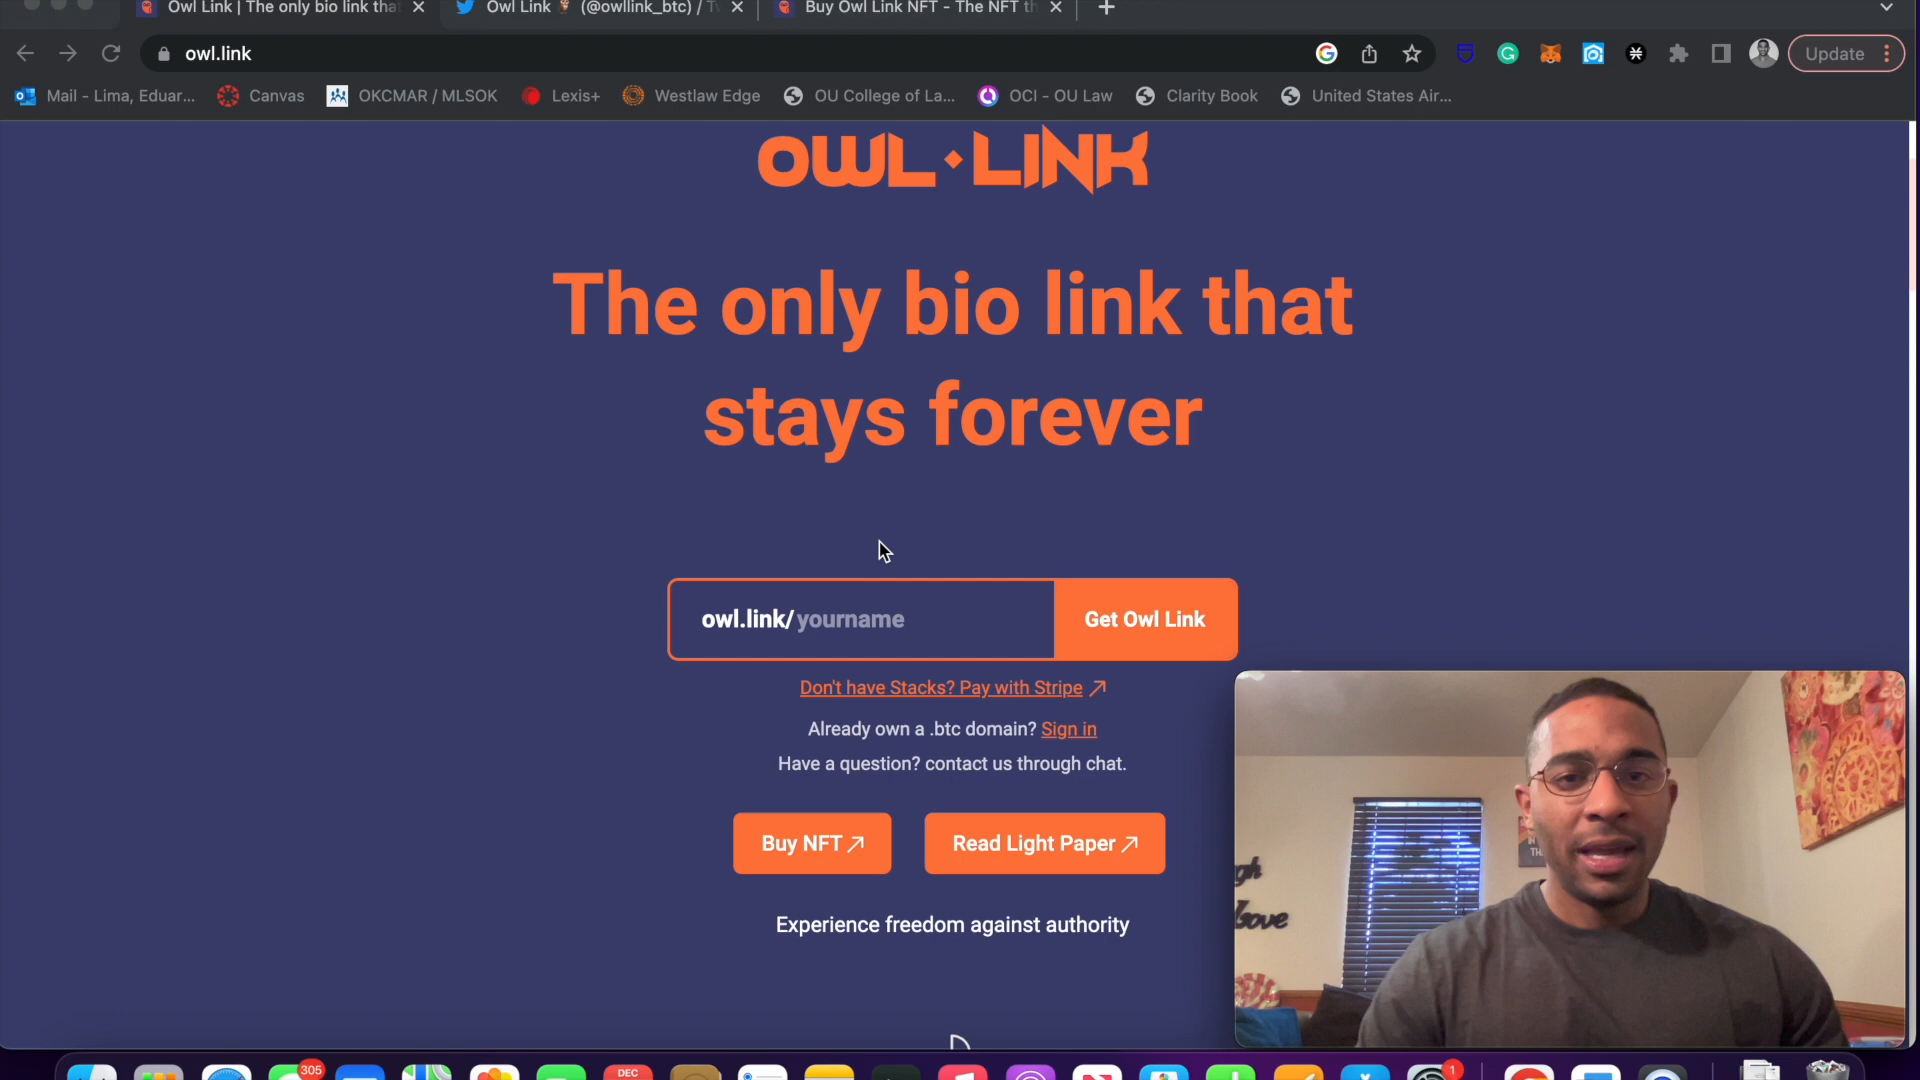 Owl Link | The only bio link that
Owl Link 🦉 (@owllink_btc) / Tw
Buy Owl Link NFT - The NFT th
owl.link
Update
Mail - Lima, Eduar...
Canvas
OKCMAR / MLSOK
Lexis+
Westlaw Edge
OU College of La...
OCI - OU Law
Clarity Book
United States Air...
OWL·LINK
The only bio link that
stays forever
owl.link/yourname
Get Owl Link
Don't have Stacks? Pay with Stripe
Already own a .btc domain? Sign in
Have a question? contact us through chat.
Buy NFT
Read Light Paper
Experience freedom against authority
305
DEC
1